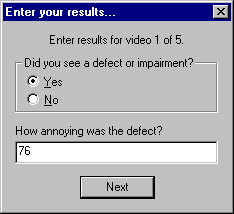 Enter your results...
Enter results for video 1 of 5.
Did you see a defect or impairment?
Yes
No
How annoying was the defect?
76
Next